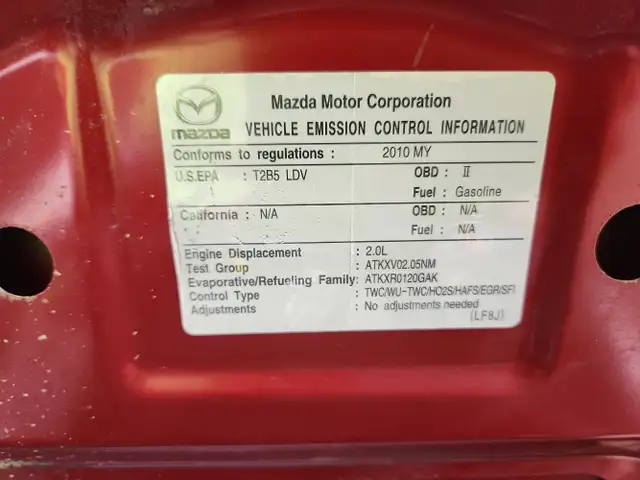 Mazda Motor Corporation
mazda VEHICLE EMISSION CONTROL INFORMATION
Conforms to regulations : 2010 MY
U.S.EPA : T2B5 LDV OBD : II
Fuel : Gasoline
California : N/A OBD : N/A
Fuel : N/A
Engine Displacement : 2.0L
Test Group : ATKXV02.05NM
Evaporative/Refueling Family: ATKXR0120GAK
Control Type : TWC/WU-TWC/HO2S/HAFS/EGR/SFI
Adjustments : No adjustments needed
(LF8J)